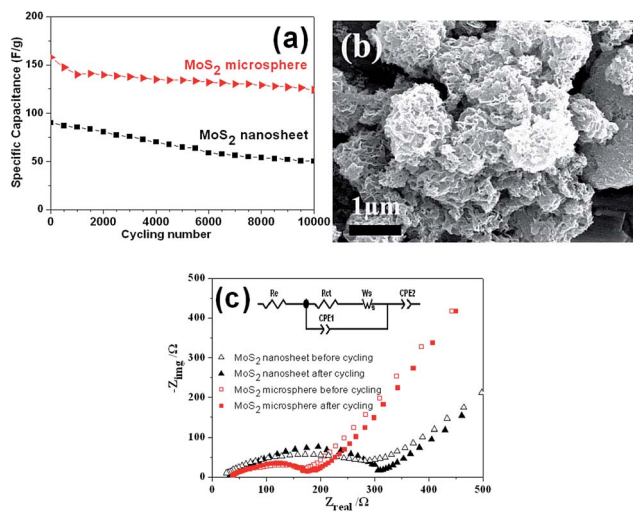 (a)
200
150
100
50
0
Specific Capacitance (F/g)
MoS2 microsphere
MoS2 nanosheet
0 2000 4000 6000 8000 10000
Cycling number
(b)
1μm
(c)
500
400
300
200
100
0
-Zimg/Ω
Re Rct Ws CPE2
s
CPE1
MoS2 nanosheet before cycling
MoS2 nanosheet after cycling
MoS2 microsphere before cycling
MoS2 microsphere after cycling
0 100 200 300 400 500
Zreal/Ω